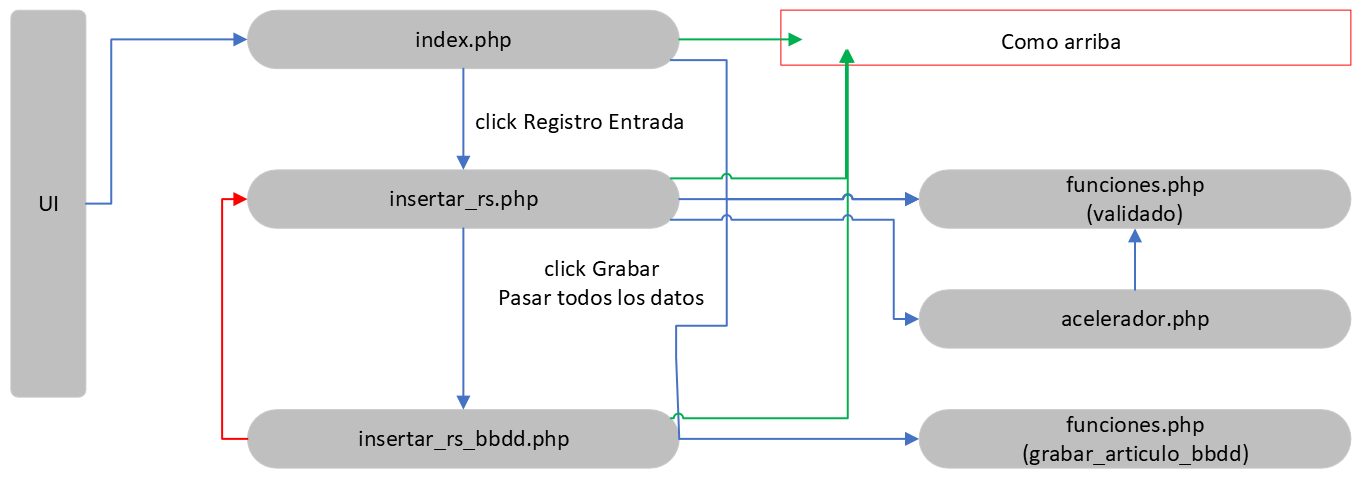 index.php
Como arriba
click Registro Entrada
UI
insertar_rs.php
funciones.php
(validado)
click Grabar
Pasar todos los datos
acelerador.php
insertar_rs_bbdd.php
funciones.php
(grabar_articulo_bbdd)